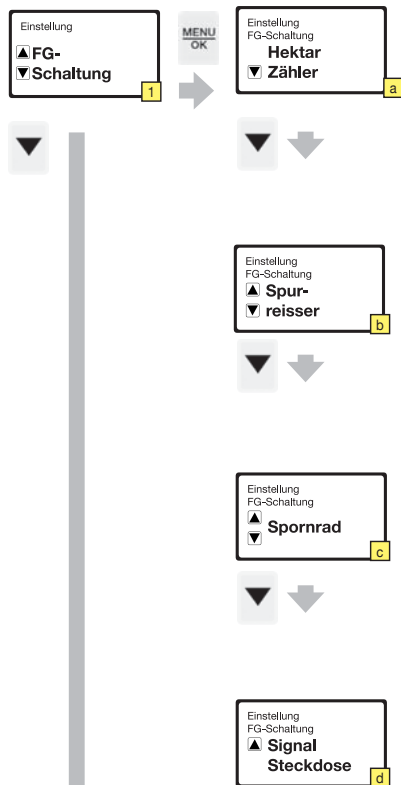 Einstellung
▲FG-
▼Schaltung
1
MENU
OK
Einstellung
FG-Schaltung
Hektar
▼ Zähler
a
Einstellung
FG-Schaltung
▲ Spur-
▼ reisser
b
Einstellung
FG-Schaltung
▲
▼ Spornrad
c
Einstellung
FG-Schaltung
▲ Signal
Steckdose
d